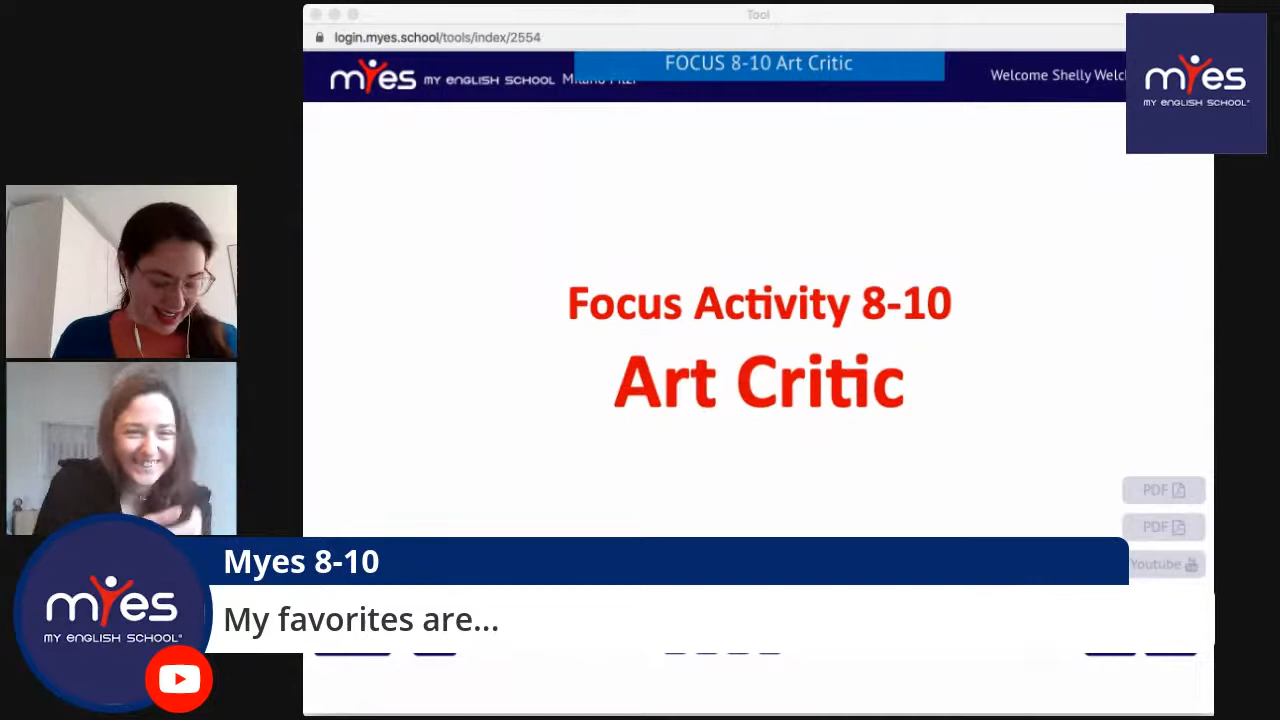 Tool
login.myes.school/tools/index/2554
FOCUS 8-10 Art Critic
myes MY ENGLISH SCHOOL
Welcome Shelly Welc
myes
MY ENGLISH SCHOOL
Focus Activity 8-10
Art Critic
PDF
PDF
Youtube
Myes 8-10
My favorites are...
myes
MY ENGLISH SCHOOL